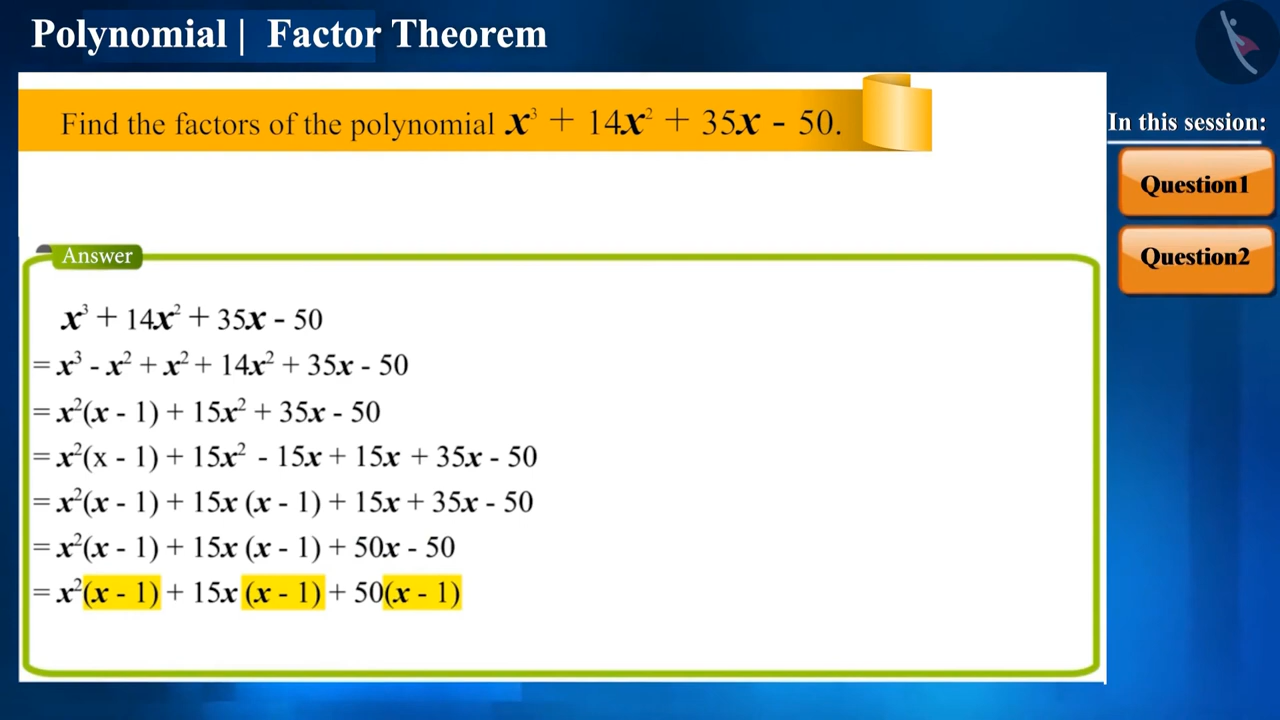 Polynomial | Factor Theorem
Find the factors of the polynomial x³ + 14x² + 35x - 50.
In this session:
Question1
Question2
Answer
x³ + 14x² + 35x - 50
= x³ - x² + x² + 14x² + 35x - 50
= x²(x - 1) + 15x² + 35x - 50
= x²(x - 1) + 15x² - 15x + 15x + 35x - 50
= x²(x - 1) + 15x (x - 1) + 15x + 35x - 50
= x²(x - 1) + 15x (x - 1) + 50x - 50
= x²(x - 1) + 15x (x - 1) + 50(x - 1)